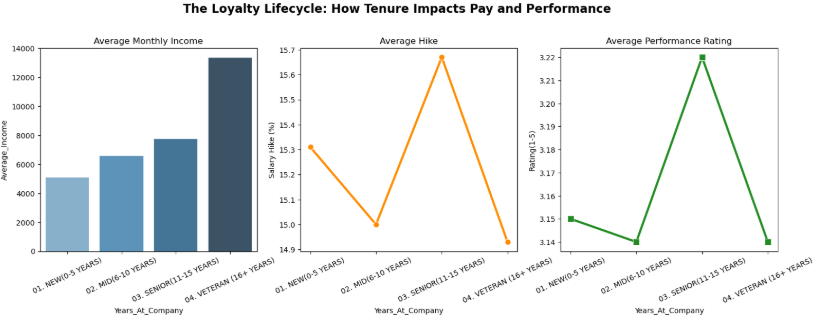 The Loyalty Lifecycle: How Tenure Impacts Pay and Performance
Average Monthly Income
Average_Income
14000
12000
10000
8000
6000
4000
2000
0
01. NEW(0-5 YEARS)
02. MID(6-10 YEARS)
03. SENIOR(11-15 YEARS)
04. VETERAN (16+ YEARS)
Years_At_Company
Average Hike
Salary Hike (%)
15.7
15.6
15.5
15.4
15.3
15.2
15.1
15.0
14.9
01. NEW(0-5 YEARS)
02. MID(6-10 YEARS)
03. SENIOR(11-15 YEARS)
04. VETERAN (16+ YEARS)
Years_At_Company
Average Performance Rating
Rating(1-5)
3.22
3.21
3.20
3.19
3.18
3.17
3.16
3.15
3.14
01. NEW(0-5 YEARS)
02. MID(6-10 YEARS)
03. SENIOR(11-15 YEARS)
04. VETERAN (16+ YEARS)
Years_At_Company